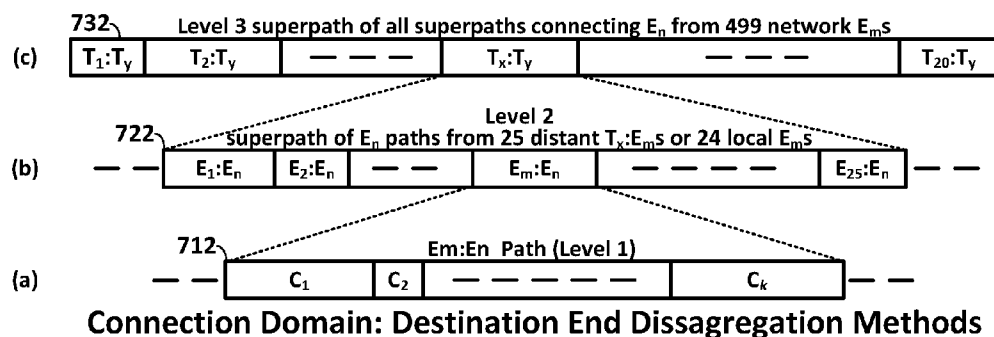 732 Level 3 superpath of all superpaths connecting En from 499 network Ems
(c) T1:Ty T2:Ty Tx:Ty T20:Ty
Level 2
722 superpath of En paths from 25 distant Tx:Ems or 24 local Ems
(b) E1:En E2:En Em:En E25:En
712 Em:En Path (Level 1)
(a) C1 C2 Ck
Connection Domain: Destination End Dissagregation Methods